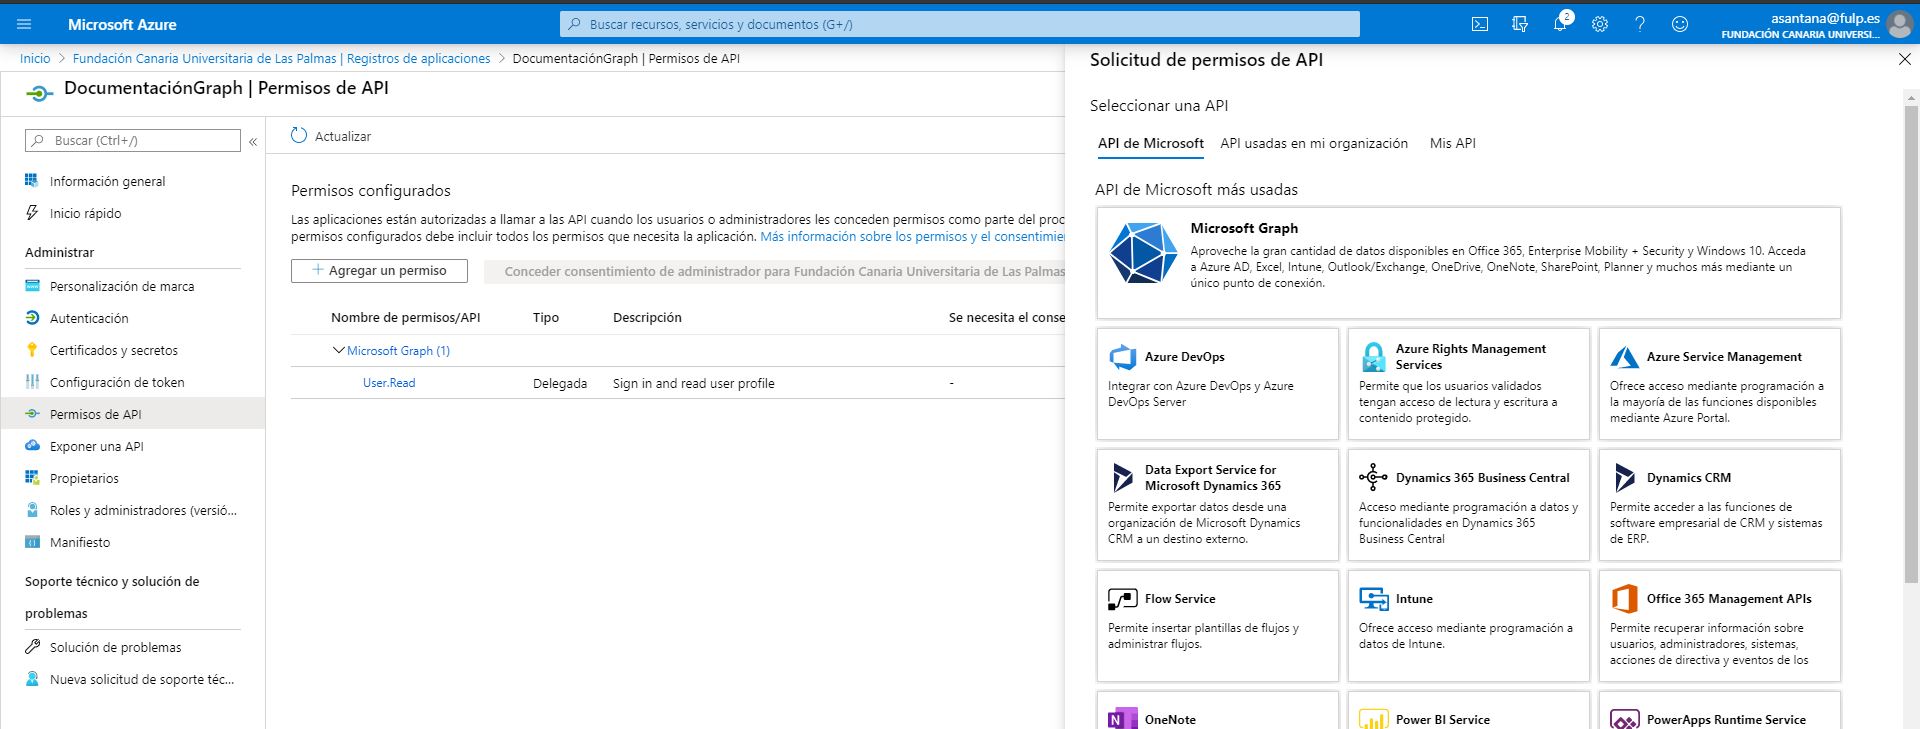 Microsoft Azure
Buscar recursos, servicios y documentos (G+/)
2
asantana@fulp.es
FUNDACIÓN CANARIA UNIVERSI...
Inicio > Fundación Canaria Universitaria de Las Palmas | Registros de aplicaciones > DocumentaciónGraph | Permisos de API
DocumentaciónGraph | Permisos de API
Buscar (Ctrl+/)
«
Información general
Inicio rápido
Administrar
Personalización de marca
Autenticación
Certificados y secretos
Configuración de token
Permisos de API
Exponer una API
Propietarios
Roles y administradores (versió...
Manifiesto
Soporte técnico y solución de
problemas
Solución de problemas
Nueva solicitud de soporte téc...
Actualizar
Permisos configurados
Las aplicaciones están autorizadas a llamar a las API cuando los usuarios o administradores les conceden permisos como parte del proc
permisos configurados debe incluir todos los permisos que necesita la aplicación. Más información sobre los permisos y el consentimie
+ Agregar un permiso
Conceder consentimiento de administrador para Fundación Canaria Universitaria de Las Palmas
Nombre de permisos/API Tipo Descripción Se necesita el conse
Microsoft Graph (1)
User.Read Delegada Sign in and read user profile -
Solicitud de permisos de API
Seleccionar una API
API de Microsoft API usadas en mi organización Mis API
API de Microsoft más usadas
Microsoft Graph
Aproveche la gran cantidad de datos disponibles en Office 365, Enterprise Mobility + Security y Windows 10. Acceda
a Azure AD, Excel, Intune, Outlook/Exchange, OneDrive, OneNote, SharePoint, Planner y muchos más mediante un
único punto de conexión.
Azure DevOps
Integrar con Azure DevOps y Azure
DevOps Server
Azure Rights Management
Services
Permite que los usuarios validados
tengan acceso de lectura y escritura a
contenido protegido.
Azure Service Management
Ofrece acceso mediante programación a
la mayoría de las funciones disponibles
mediante Azure Portal.
Data Export Service for
Microsoft Dynamics 365
Permite exportar datos desde una
organización de Microsoft Dynamics
CRM a un destino externo.
Dynamics 365 Business Central
Acceso mediante programación a datos y
funcionalidades en Dynamics 365
Business Central
Dynamics CRM
Permite acceder a las funciones de
software empresarial de CRM y sistemas
de ERP.
Flow Service
Permite insertar plantillas de flujos y
administrar flujos.
Intune
Ofrece acceso mediante programación a
datos de Intune.
Office 365 Management APIs
Permite recuperar información sobre
usuarios, administradores, sistemas,
acciones de directiva y eventos de los
OneNote
Power BI Service
PowerApps Runtime Service